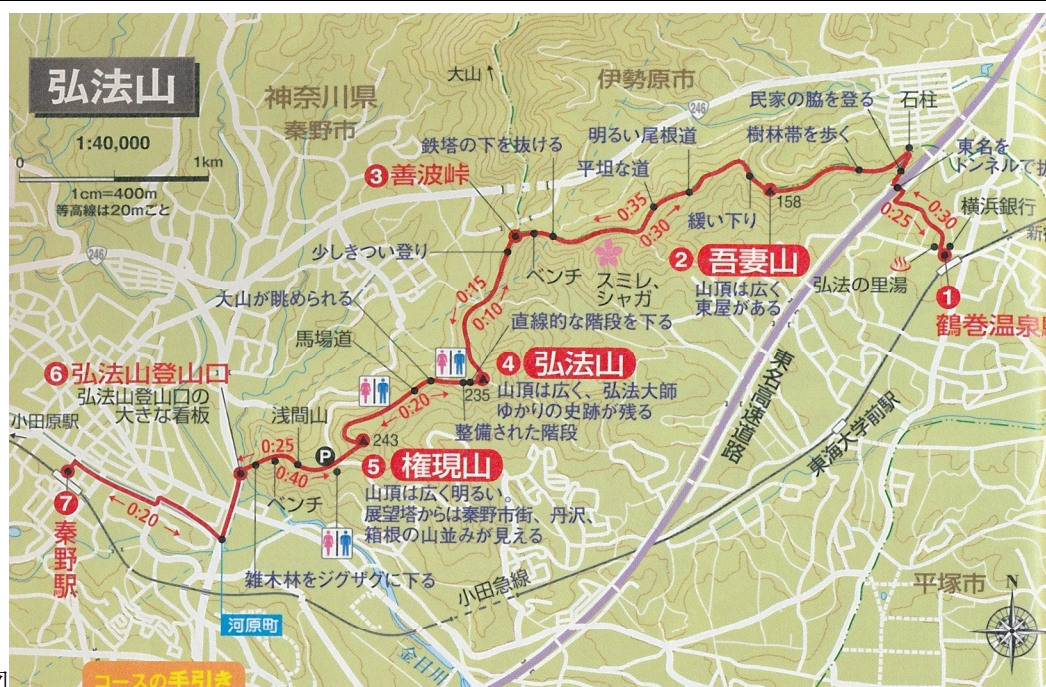 弘法山
1:40,000
0
1km
1cm=400m
等高線は20mごと
神奈川県
秦野市
大山
伊勢原市
246
246
民家の脇を登る
石柱
樹林帯を歩く
明るい尾根道
鉄塔の下を抜ける
平坦な道
東名を
トンネルで
③善波峠
158
0:35
0:30
緩い下り
0:30
0:25
横浜銀行
少しきつい登り
ベンチ
スミレ、
シャガ
②吾妻山
山頂は広く
東屋がある
弘法の里湯
①
鶴巻温泉
大山が眺められる
0:15
0:10
直線的な階段を下る
馬場道
④弘法山
山頂は広く、弘法大師
ゆかりの史跡が残る
235
整備された階段
0:20
東名高速道路
東海大学前駅
⑥弘法山登山口
弘法山登山口の
大きな看板
小田原駅
浅間山
0:25
0:40
P
243
⑤権現山
山頂は広く明るい。
展望塔からは秦野市街、丹沢、
箱根の山並みが見える
ベンチ
⑦
秦野駅
0:20
雑木林をジグザグに下る
小田急線
平塚市
N
河原町
金目川
コースの手引き